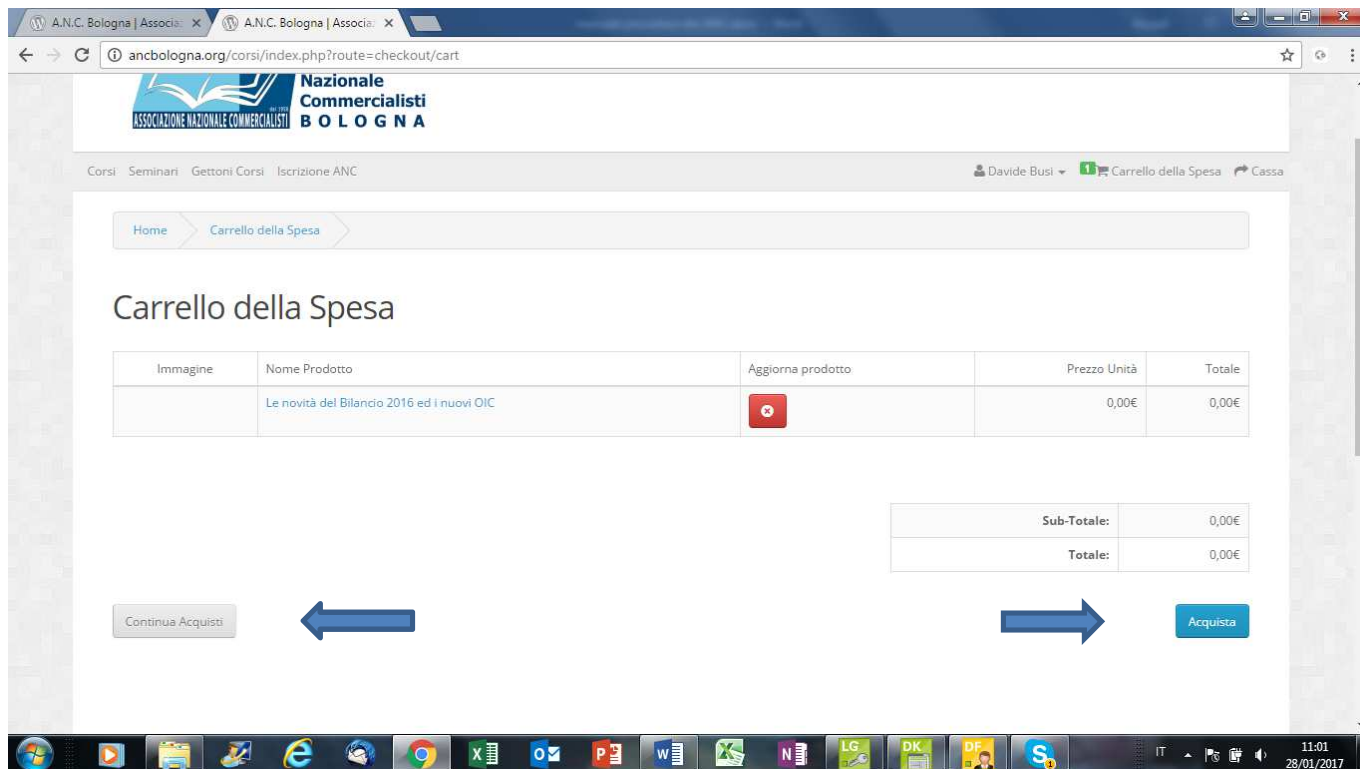 A.N.C. Bologna | Associa:
A.N.C. Bologna | Associa:
ancbologna.org/corsi/index.php?route=checkout/cart
Nazionale
Commercialisti
BOLOGNA
ASSOCIAZIONE NAZIONALE COMMERCIALISTI
Corsi Seminari Gettoni Corsi Iscrizione ANC
Davide Busi 1 Carrello della Spesa Cassa
Home Carrello della Spesa
Carrello della Spesa
Immagine Nome Prodotto Aggiorna prodotto Prezzo Unità Totale
Le novità del Bilancio 2016 ed i nuovi OIC 0,00€ 0,00€
Sub-Totale: 0,00€
Totale: 0,00€
Continua Acquisti Acquista
LG DK DF
IT 11:01
28/01/2017